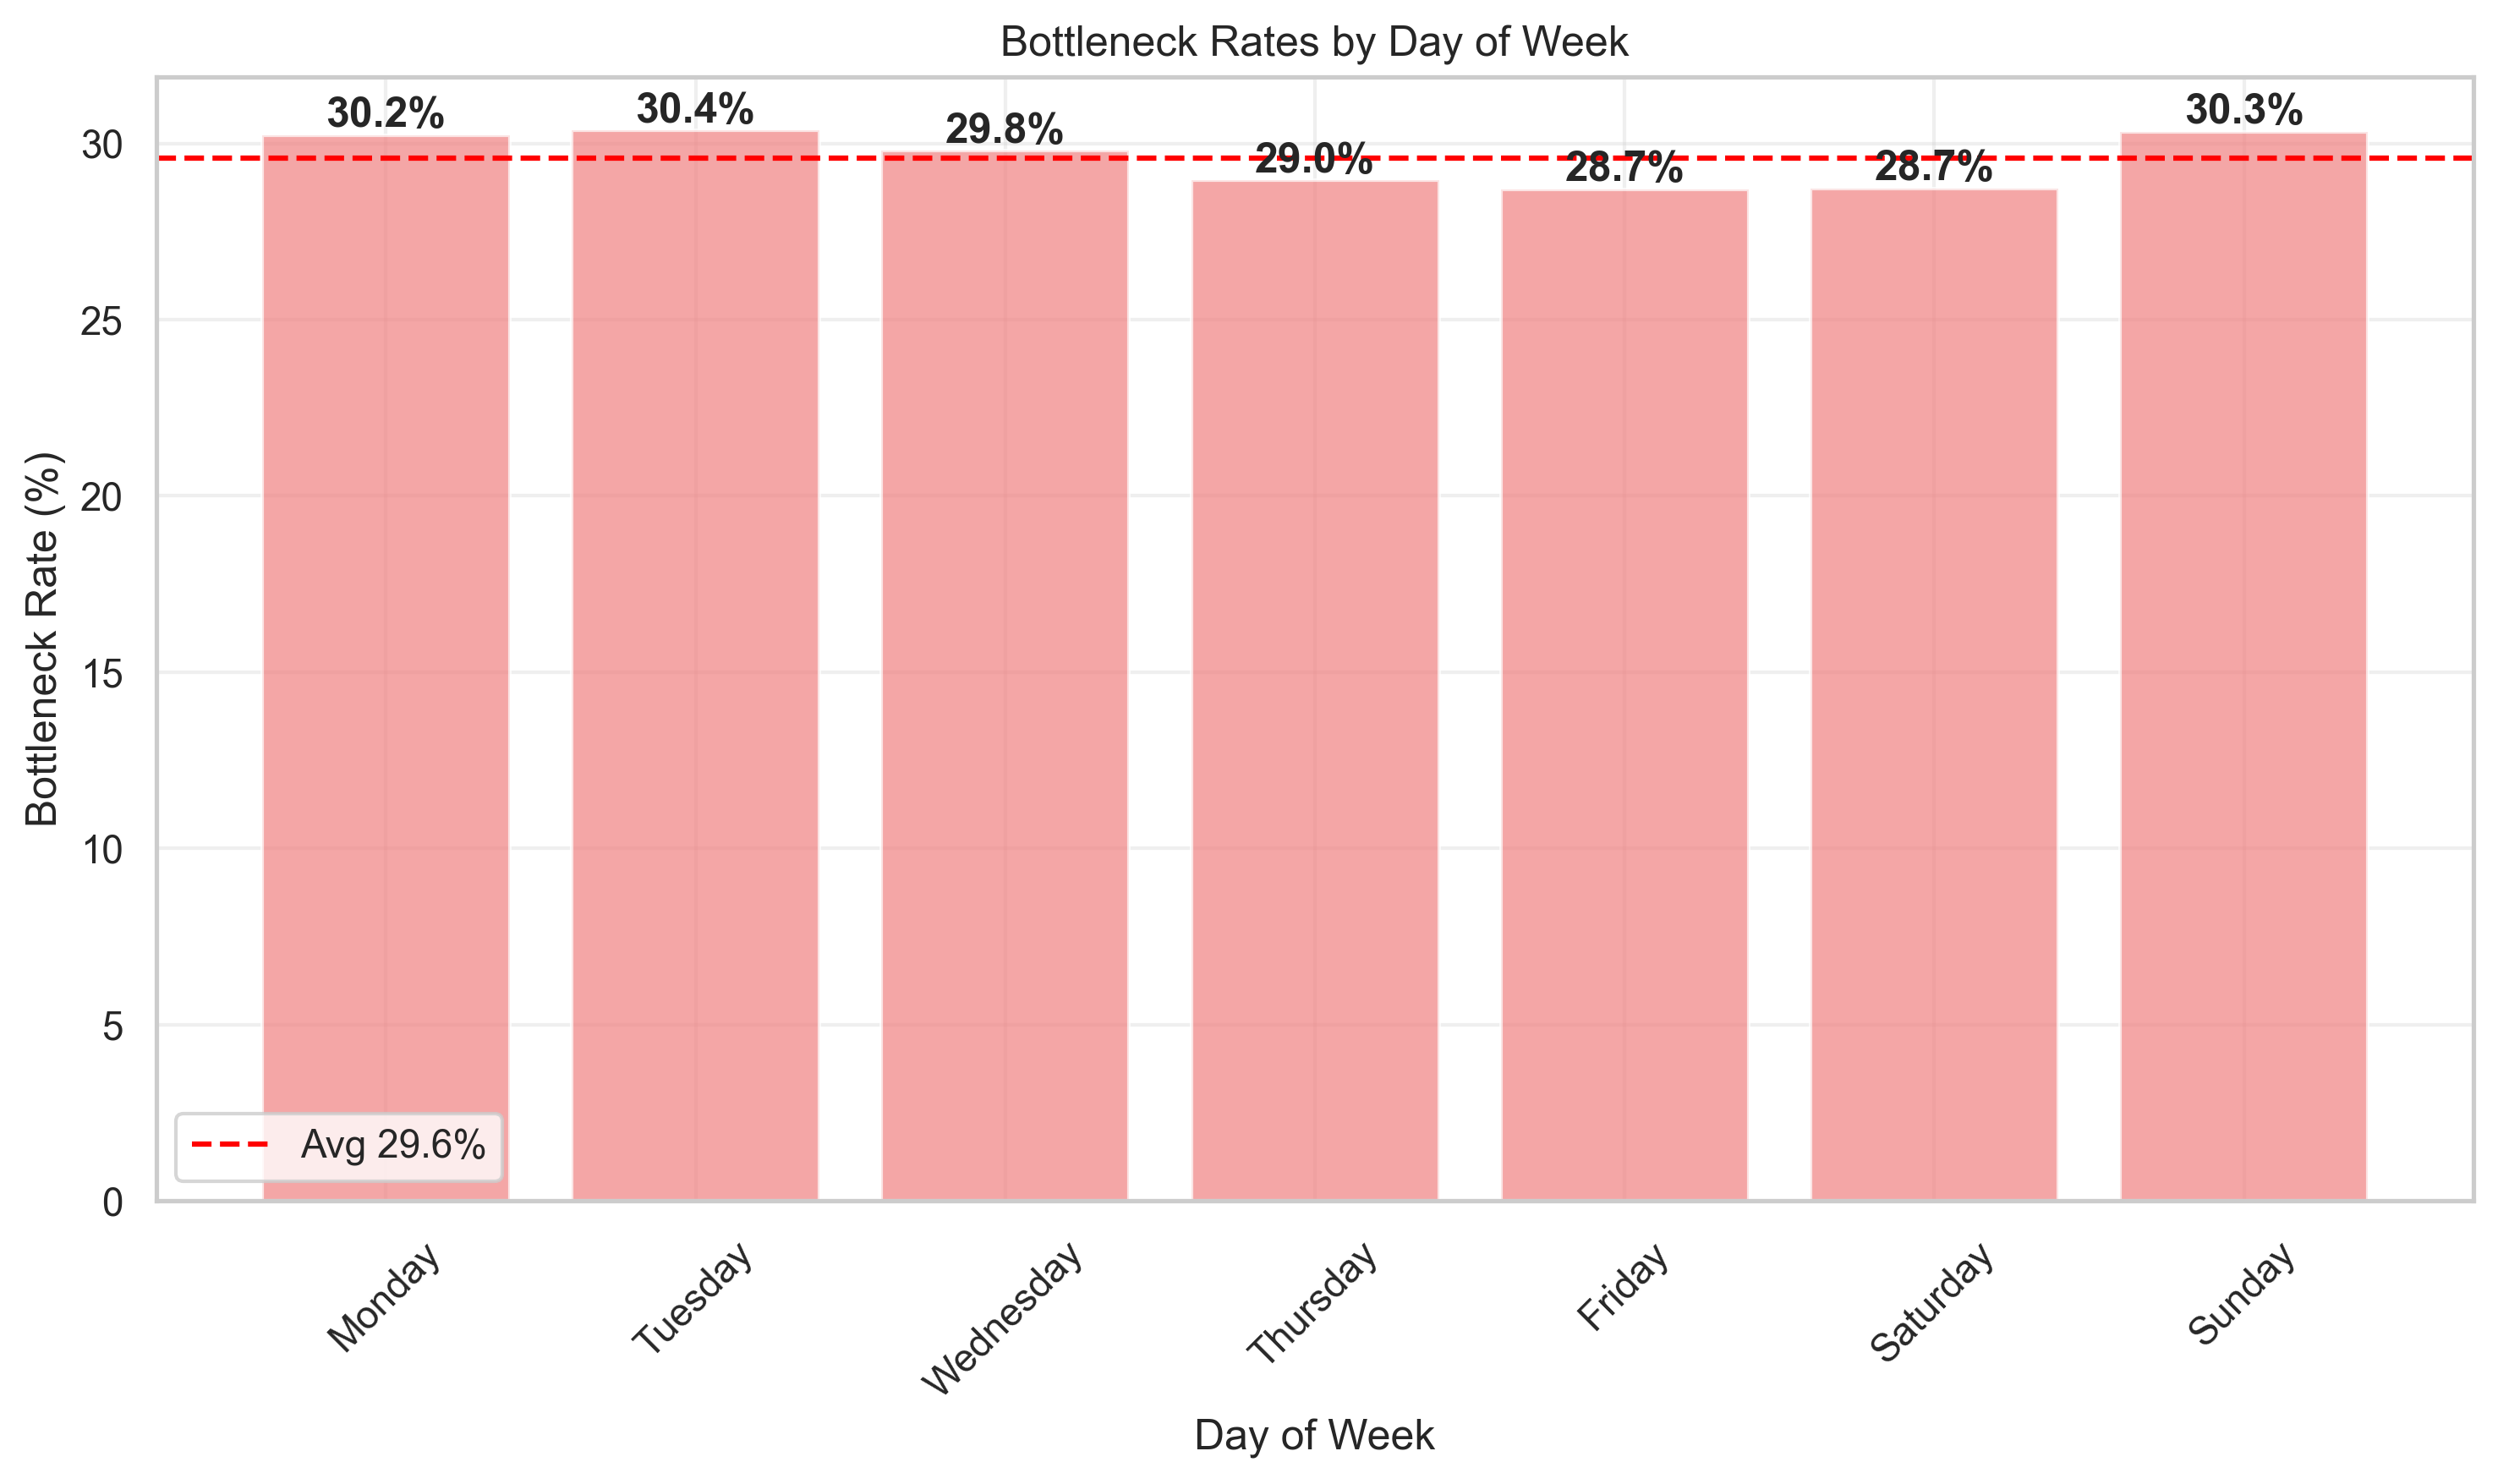 Bottleneck Rates by Day of Week
30.2%
30.4%
29.8%
29.0%
28.7%
28.7%
30.3%
Bottleneck Rate (%)
30
25
20
15
10
5
0
Avg 29.6%
Monday
Tuesday
Wednesday
Thursday
Friday
Saturday
Sunday
Day of Week